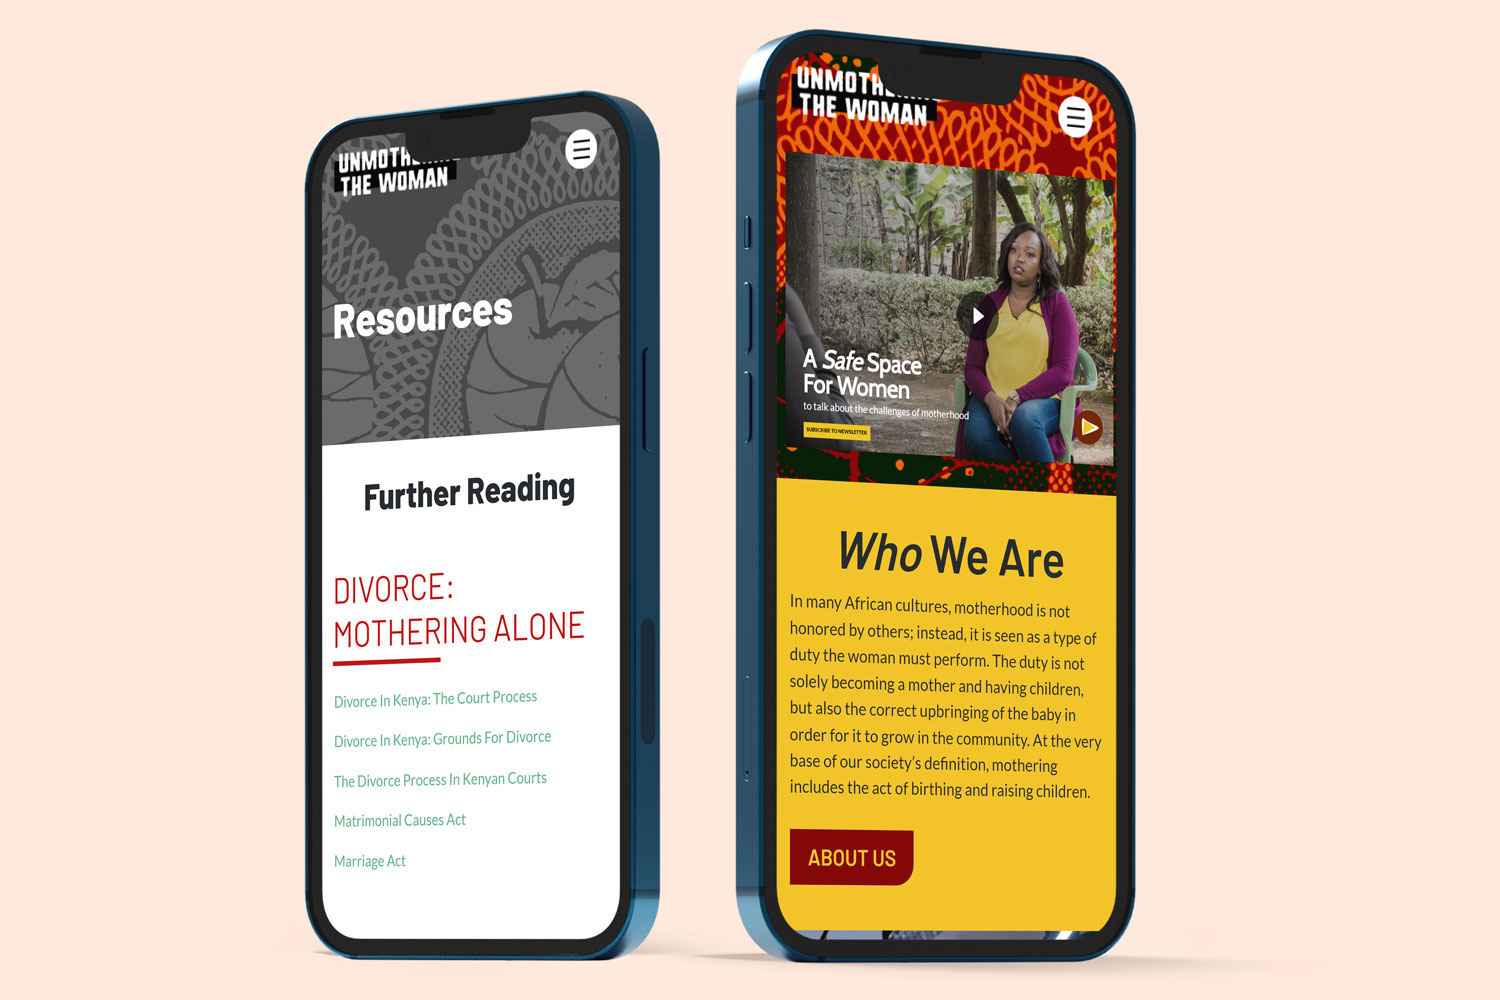 UNMOTH
THE WOMAN
Resources
Further Reading
DIVORCE:
MOTHERING ALONE
Divorce In Kenya: The Court Process
Divorce In Kenya: Grounds For Divorce
The Divorce Process In Kenyan Courts
Matrimonial Causes Act
Marriage Act
UNMOTH
THE WOMAN
A Safe Space
For Women
to talk about the challenges of motherhood
SUBSCRIBE TO NEWSLETTER
Who We Are
In many African cultures, motherhood is not
honored by others; instead, it is seen as a type of
duty the woman must perform. The duty is not
solely becoming a mother and having children,
but also the correct upbringing of the baby in
order for it to grow in the community. At the very
base of our society's definition, mothering
includes the act of birthing and raising children.
ABOUT US